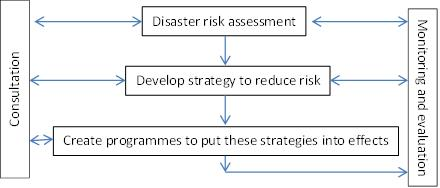 Consultation
Disaster risk assessment
Develop strategy to reduce risk
Create programmes to put these strategies into effects
Monitoring and evaluation